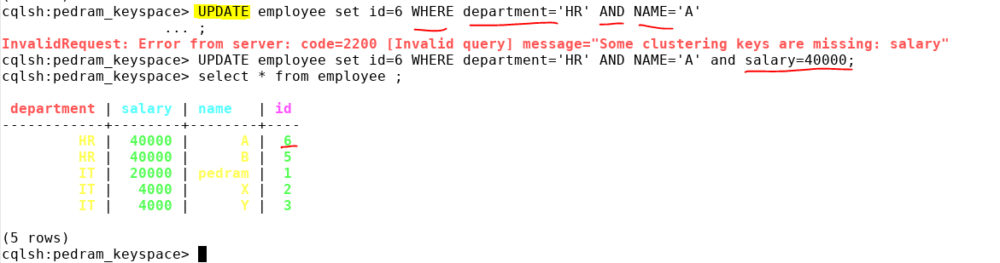 cqlsh:pedram_keyspace> UPDATE employee set id=6 WHERE department='HR' AND NAME='A'
... ;
InvalidRequest: Error from server: code=2200 [Invalid query] message="Some clustering keys are missing: salary"
cqlsh:pedram_keyspace> UPDATE employee set id=6 WHERE department='HR' AND NAME='A' and salary=40000;
cqlsh:pedram_keyspace> select * from employee ;
department | salary | name | id
------------+--------+--------+----
HR | 40000 | A | 6
HR | 40000 | B | 5
IT | 20000 | pedram | 1
IT | 4000 | X | 2
IT | 4000 | Y | 3
(5 rows)
cqlsh:pedram_keyspace>